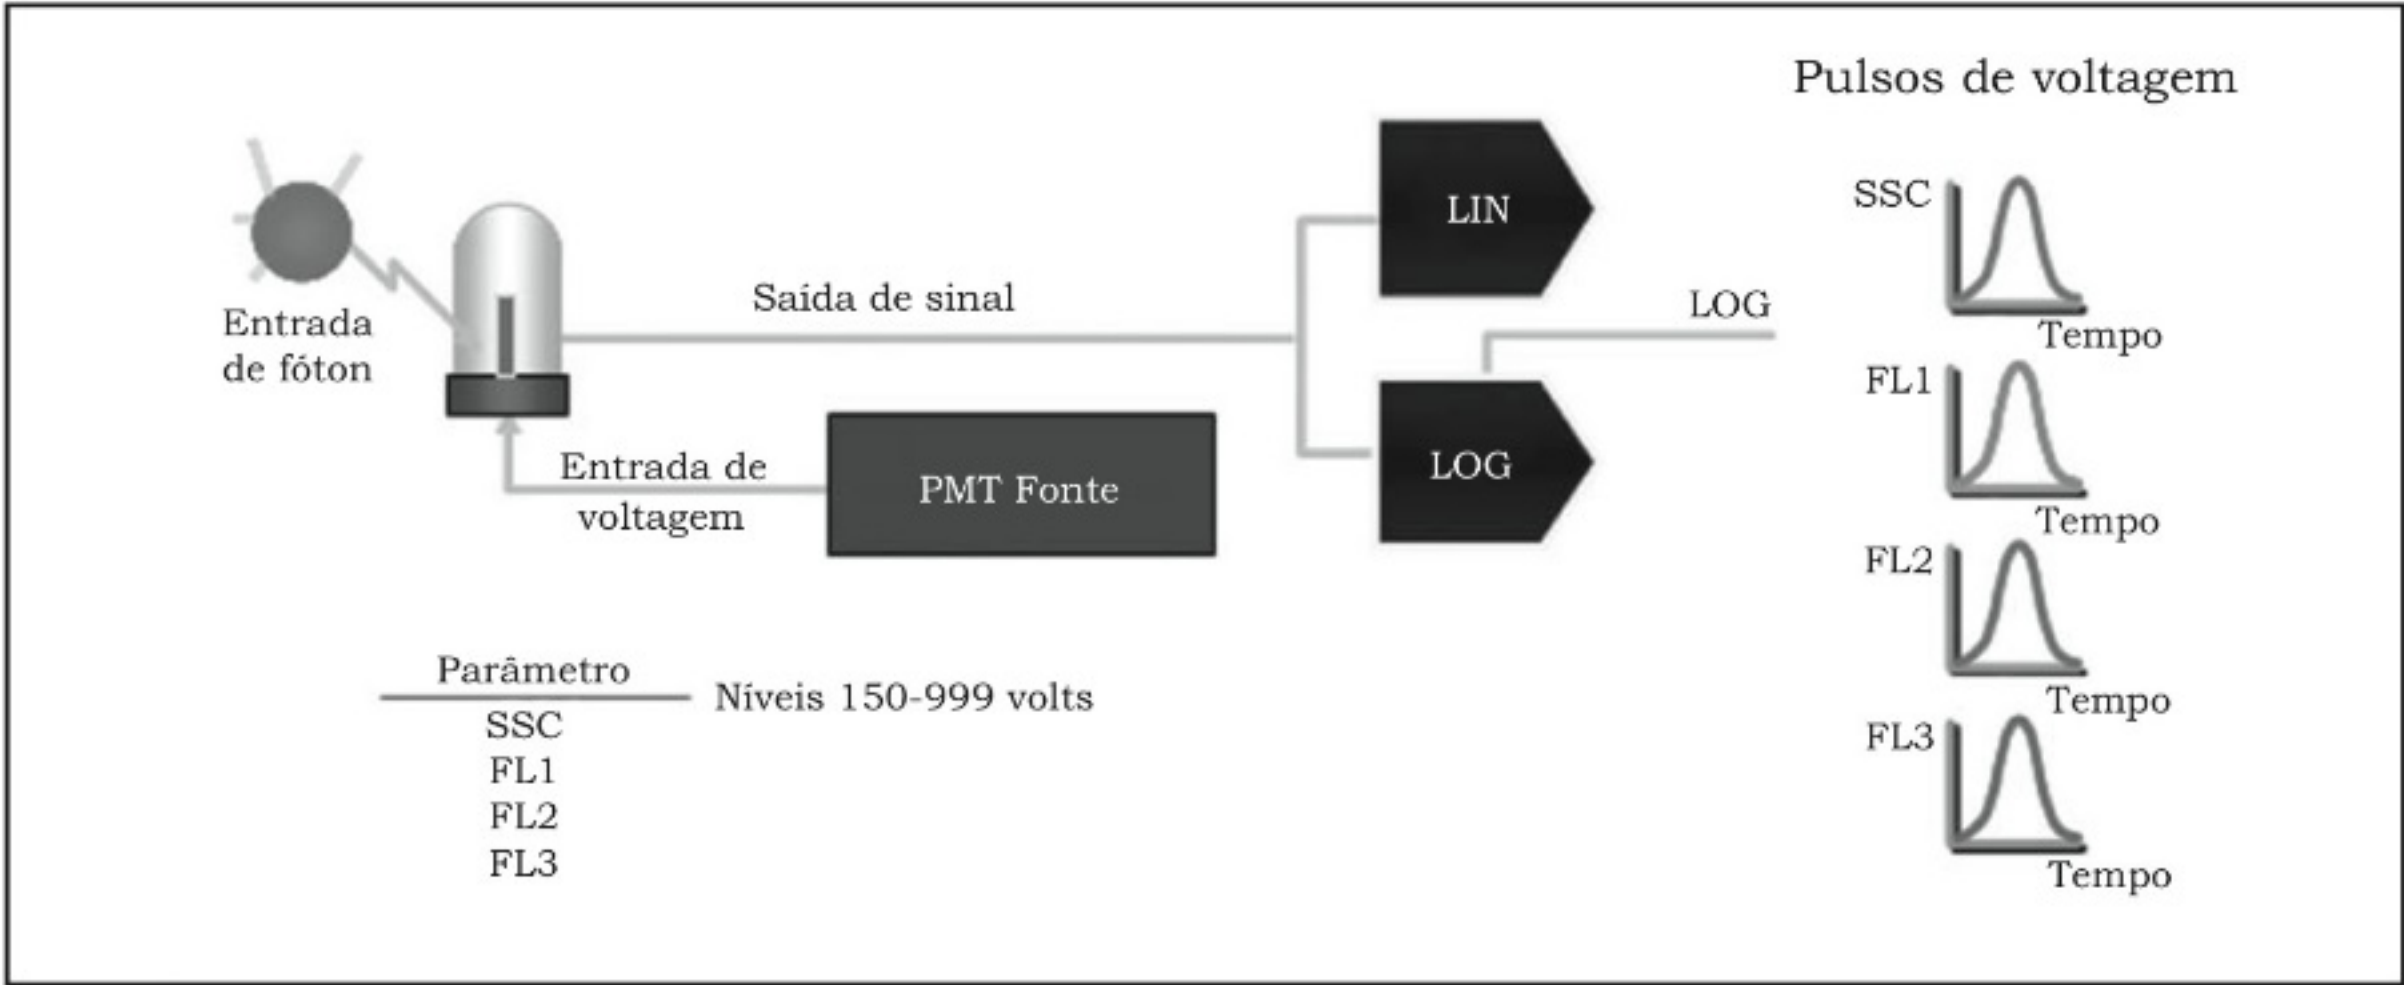 Pulsos de voltagem
Entrada
de fóton
Saída de sinal
Entrada de
voltagem
PMT Fonte
LIN
LOG
LOG
SSC
Tempo
FL1
Tempo
FL2
Tempo
FL3
Tempo
Parâmetro
Níveis 150-999 volts
SSC
FL1
FL2
FL3